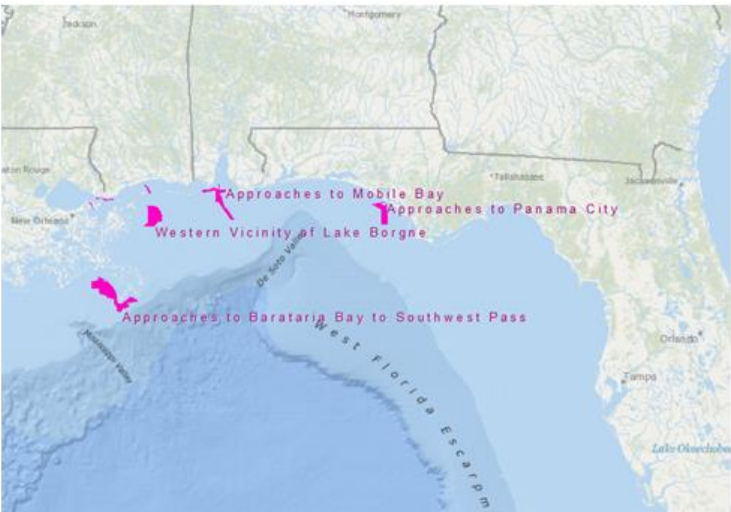 Jackson
Montgomery
aton Rouge
New Orleans
Tallahassee
Jacksonville
Approaches to Mobile Bay
Approaches to Panama City
Western Vicinity of Lake Borgne
De Soto Valley
Approaches to Barataria Bay to Southwest Pass
Mississippi Valley
West Florida Escarpm
Orlando
Tampa
Lake Okeechobe